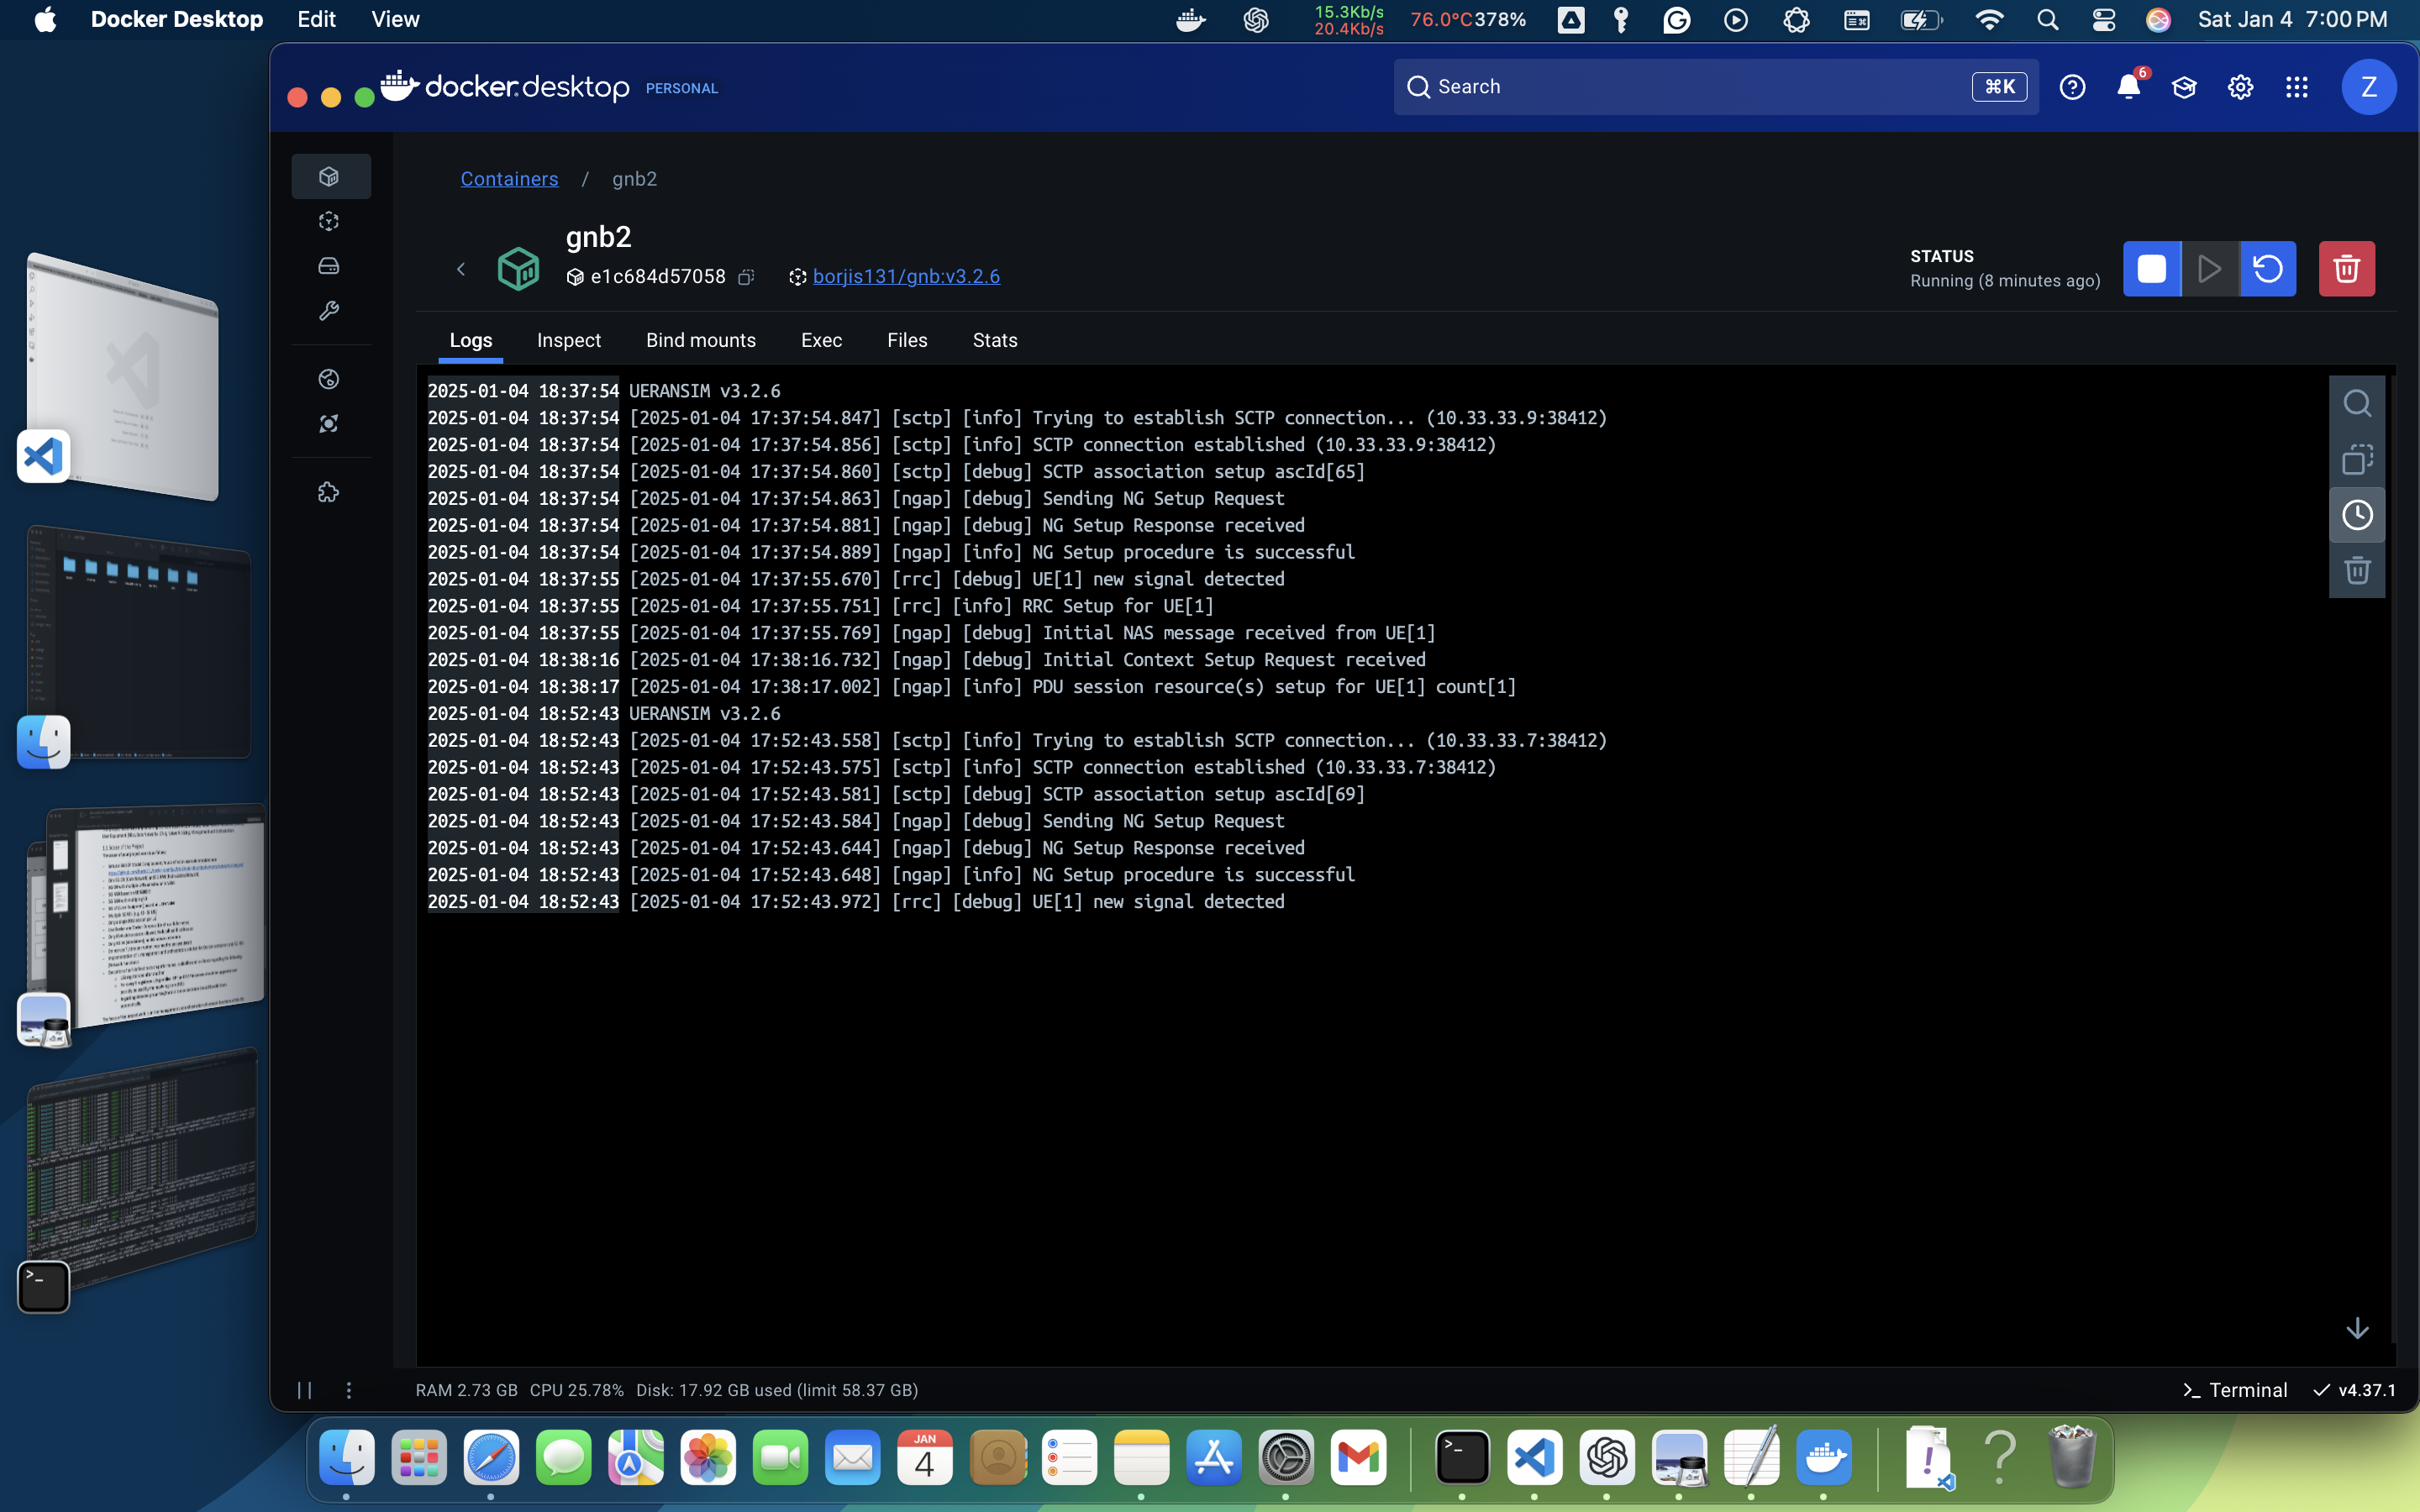 Docker Desktop Edit View 15.3Kb/s 20.4Kb/s 76.0°C 378% Sat Jan 4 7:00 PM
docker.desktop PERSONAL Search ⌘K 6 Z
Containers / gnb2
gnb2
e1c684d57058 borjis131/gnb:v3.2.6
STATUS
Running (8 minutes ago)
Logs Inspect Bind mounts Exec Files Stats
2025-01-04 18:37:54 UERANSIM v3.2.6
2025-01-04 18:37:54 [2025-01-04 17:37:54.847] [sctp] [info] Trying to establish SCTP connection... (10.33.33.9:38412)
2025-01-04 18:37:54 [2025-01-04 17:37:54.856] [sctp] [info] SCTP connection established (10.33.33.9:38412)
2025-01-04 18:37:54 [2025-01-04 17:37:54.860] [sctp] [debug] SCTP association setup ascId[65]
2025-01-04 18:37:54 [2025-01-04 17:37:54.863] [ngap] [debug] Sending NG Setup Request
2025-01-04 18:37:54 [2025-01-04 17:37:54.881] [ngap] [debug] NG Setup Response received
2025-01-04 18:37:54 [2025-01-04 17:37:54.889] [ngap] [info] NG Setup procedure is successful
2025-01-04 18:37:55 [2025-01-04 17:37:55.670] [rrc] [debug] UE[1] new signal detected
2025-01-04 18:37:55 [2025-01-04 17:37:55.751] [rrc] [info] RRC Setup for UE[1]
2025-01-04 18:37:55 [2025-01-04 17:37:55.769] [ngap] [debug] Initial NAS message received from UE[1]
2025-01-04 18:38:16 [2025-01-04 17:38:16.732] [ngap] [debug] Initial Context Setup Request received
2025-01-04 18:38:17 [2025-01-04 17:38:17.002] [ngap] [info] PDU session resource(s) setup for UE[1] count[1]
2025-01-04 18:52:43 UERANSIM v3.2.6
2025-01-04 18:52:43 [2025-01-04 17:52:43.558] [sctp] [info] Trying to establish SCTP connection... (10.33.33.7:38412)
2025-01-04 18:52:43 [2025-01-04 17:52:43.575] [sctp] [info] SCTP connection established (10.33.33.7:38412)
2025-01-04 18:52:43 [2025-01-04 17:52:43.581] [sctp] [debug] SCTP association setup ascId[69]
2025-01-04 18:52:43 [2025-01-04 17:52:43.584] [ngap] [debug] Sending NG Setup Request
2025-01-04 18:52:43 [2025-01-04 17:52:43.644] [ngap] [debug] NG Setup Response received
2025-01-04 18:52:43 [2025-01-04 17:52:43.648] [ngap] [info] NG Setup procedure is successful
2025-01-04 18:52:43 [2025-01-04 17:52:43.972] [rrc] [debug] UE[1] new signal detected
RAM 2.73 GB CPU 25.78% Disk: 17.92 GB used (limit 58.37 GB) Terminal v4.37.1
JAN
4